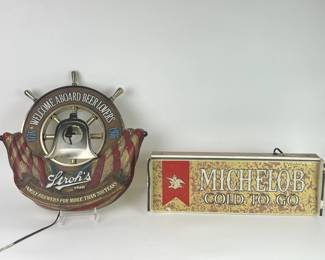 WELCOME ABOARD BEER LOVERS
Stroh's
FAMILY BREWERS FOR MORE THAN 200 YEARS
MICHELOB
COLD TO GO